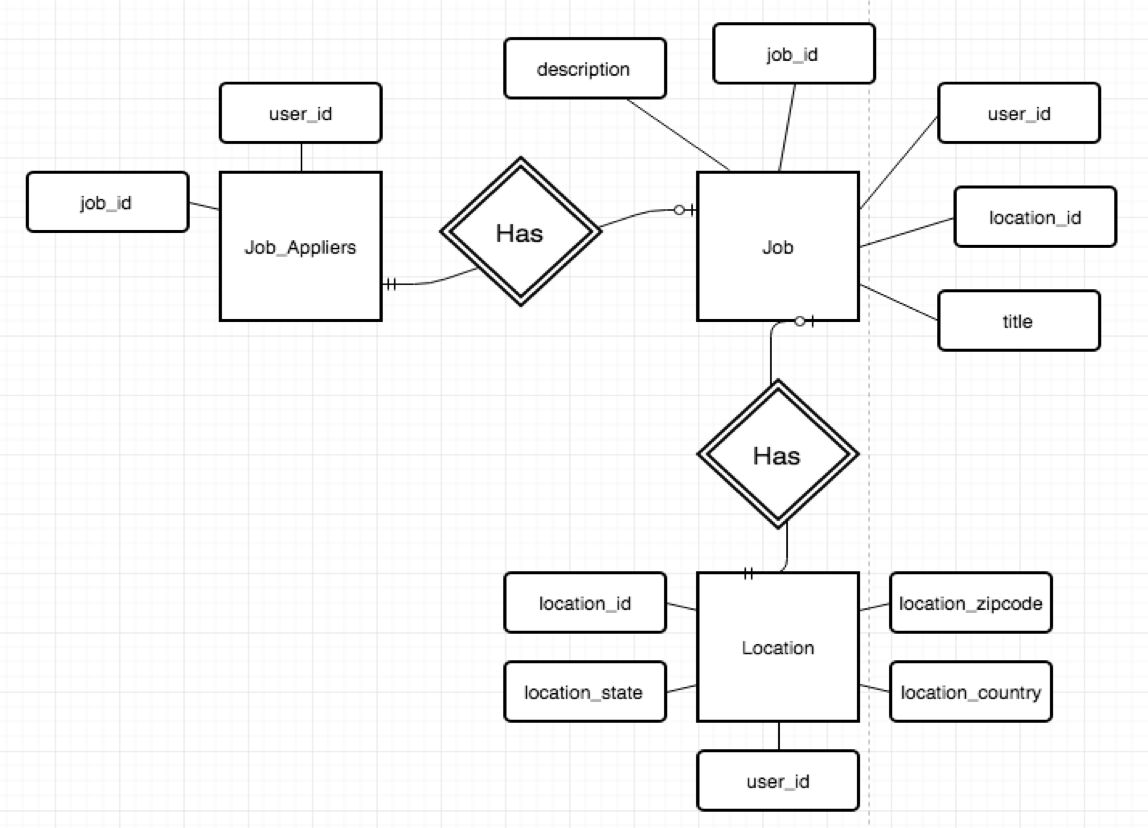 job_id
description
user_id
user_id
job_id
location_id
Job_Appliers
Has
Job
title
Has
location_id
location_zipcode
Location
location_state
location_country
user_id